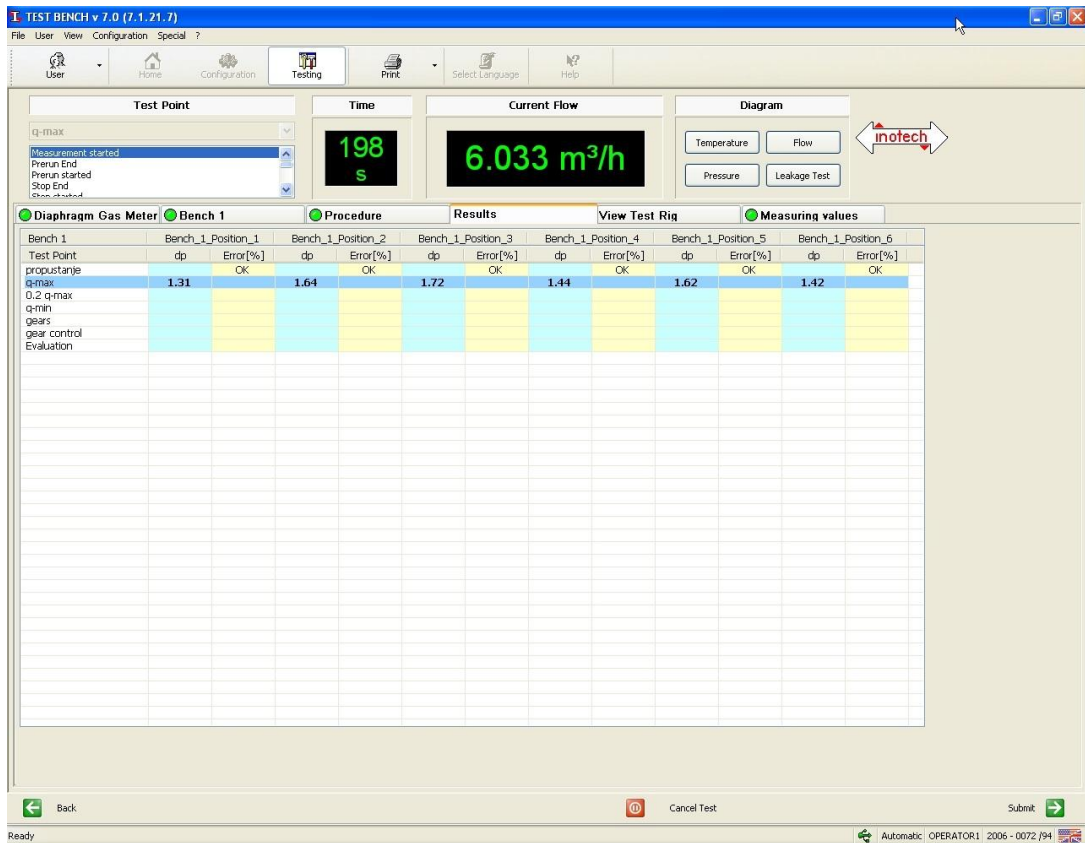 TEST BENCH v 7.0 (7.1.21.7)
File User View Configuration Special ?
User Home Configuration Testing Print Select Language Help
Test Point Time Current Flow Diagram
q-max
Measurement started
Prerun End
Prerun started
Stop End
Stop started
198
s
6.033 m³/h
Temperature Flow
Pressure Leakage Test
inotech
Diaphragm Gas Meter Bench 1 Procedure Results View Test Rig Measuring values
Bench 1 Bench_1_Position_1 Bench_1_Position_2 Bench_1_Position_3 Bench_1_Position_4 Bench_1_Position_5 Bench_1_Position_6
Test Point dp Error[%] dp Error[%] dp Error[%] dp Error[%] dp Error[%] dp Error[%]
propustanje OK OK OK OK OK OK
q-max 1.31 1.64 1.72 1.44 1.62 1.42
0.2 q-max
q-min
gears
gear control
Evaluation
Back Cancel Test Submit
Ready Automatic OPERATOR1 2006 - 0072 /94